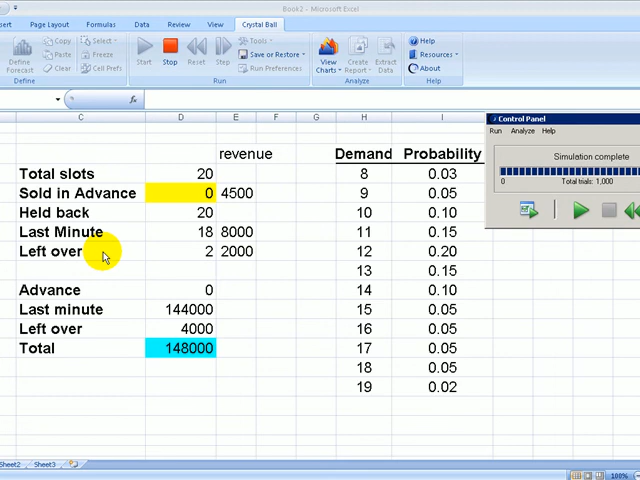 Book2 - Microsoft Excel
sert Page Layout Formulas Data Review View Crystal Ball
Define Forecast Copy Paste Clear Select Freeze Cell Prefs Start Stop Reset Step Tools Save or Restore Run Preferences View Charts Create Report Extract Data Help Resources About
Define Run Analyze Help
fx
C D E F G H I
Control Panel
Run Analyze Help
Simulation complete
0 Total trials: 1,000
revenue Demand Probability
Total slots 20 8 0.03
Sold in Advance 0 4500 9 0.05
Held back 20 10 0.10
Last Minute 18 8000 11 0.15
Left over 2 2000 12 0.20
13 0.15
Advance 0 14 0.10
Last minute 144000 15 0.05
Left over 4000 16 0.05
Total 148000 17 0.05
18 0.05
19 0.02
Sheet2 Sheet3
100%